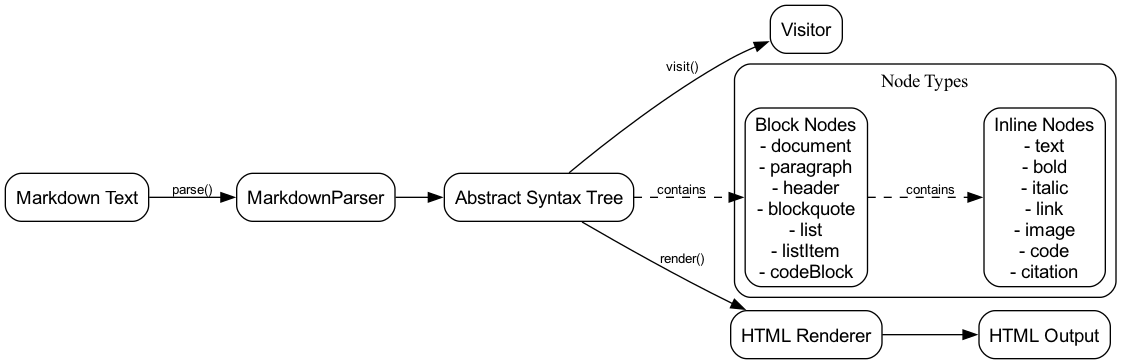 Visitor
visit()
Node Types
Block Nodes
- document
- paragraph
- header
- blockquote
- list
- listItem
- codeBlock
Inline Nodes
- text
- bold
- italic
- link
- image
- code
- citation
Markdown Text
parse()
MarkdownParser
Abstract Syntax Tree
contains
contains
render()
HTML Renderer
HTML Output